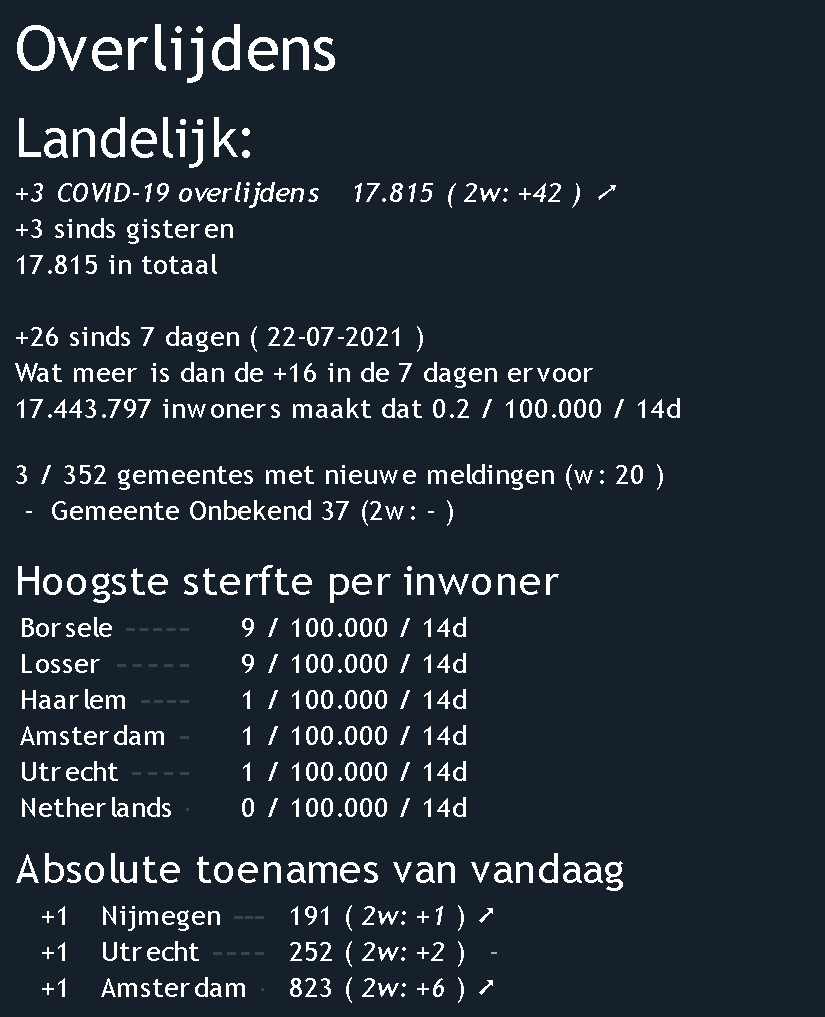 Overlijdens
Landelijk:
+3 COVID-19 overlijdens 17.815 ( 2w: +42 ) ↗
+3 sinds gisteren
17.815 in totaal
+26 sinds 7 dagen ( 22-07-2021 )
Wat meer is dan de +16 in de 7 dagen ervoor
17.443.797 inwoners maakt dat 0.2 / 100.000 / 14d
3 / 352 gemeentes met nieuwe meldingen (w: 20 )
- Gemeente Onbekend 37 (2w: - )
Hoogste sterfte per inwoner
Borsele ----- 9 / 100.000 / 14d
Losser ----- 9 / 100.000 / 14d
Haarlem ---- 1 / 100.000 / 14d
Amsterdam - 1 / 100.000 / 14d
Utrecht ---- 1 / 100.000 / 14d
Netherlands · 0 / 100.000 / 14d
Absolute toenames van vandaag
+1 Nijmegen --- 191 ( 2w: +1 ) ↗
+1 Utrecht ---- 252 ( 2w: +2 ) -
+1 Amsterdam · 823 ( 2w: +6 ) ↗